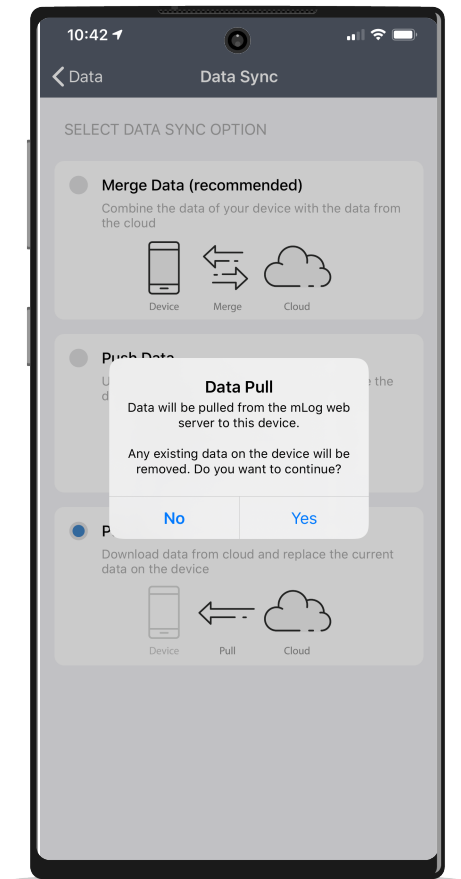 10:42
Data
Data Sync
SELECT DATA SYNC OPTION
Merge Data (recommended)
Combine the data of your device with the data from
the cloud
Device Merge Cloud
Push Data
the
Data Pull
Data will be pulled from the mLog web
server to this device.
Any existing data on the device will be
removed. Do you want to continue?
No Yes
Download data from cloud and replace the current
data on the device
Device Pull Cloud